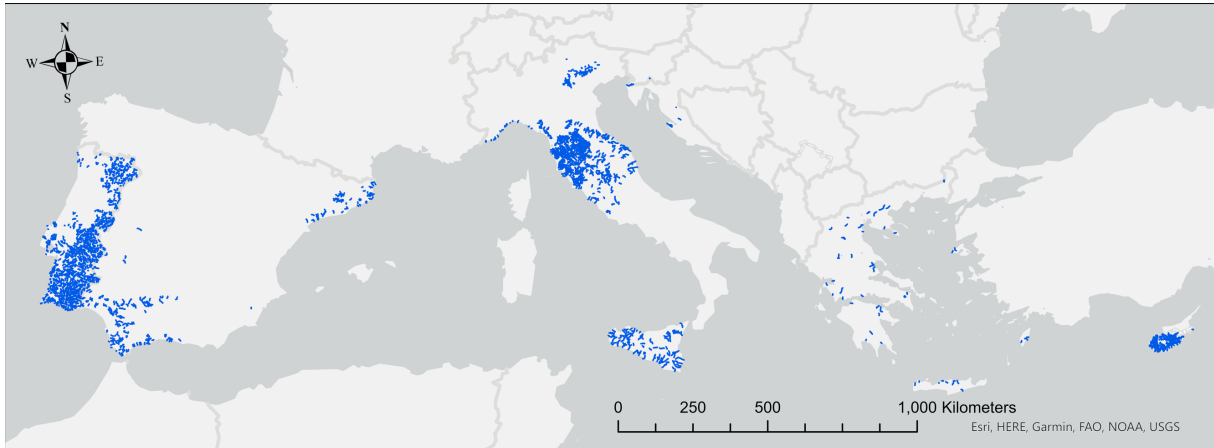 N
W E
S
0 250 500 1,000 Kilometers
Esri, HERE, Garmin, FAO, NOAA, USGS